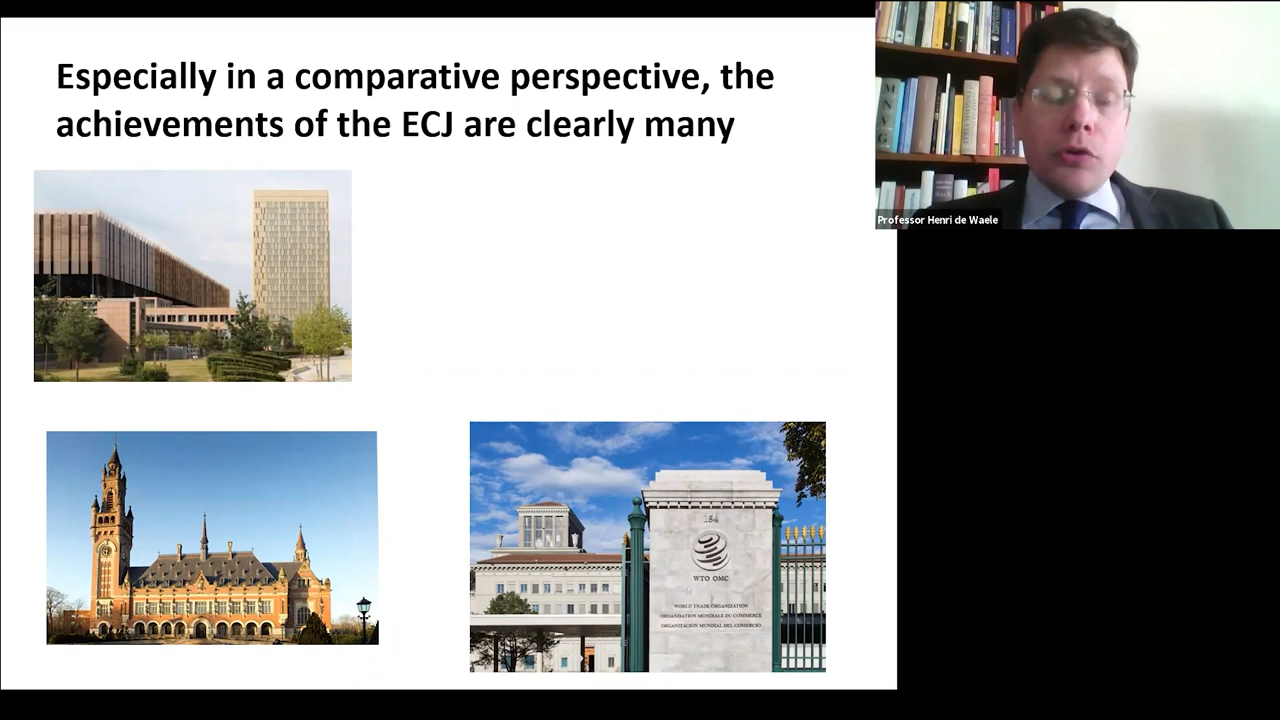 Especially in a comparative perspective, the
achievements of the ECJ are clearly many
Professor Henri de Waele
154
WTO OMC
WORLD TRADE ORGANIZATION
ORGANISATION MONDIALE DU COMMERCE
ORGANIZACIÓN MUNDIAL DEL COMERCIO